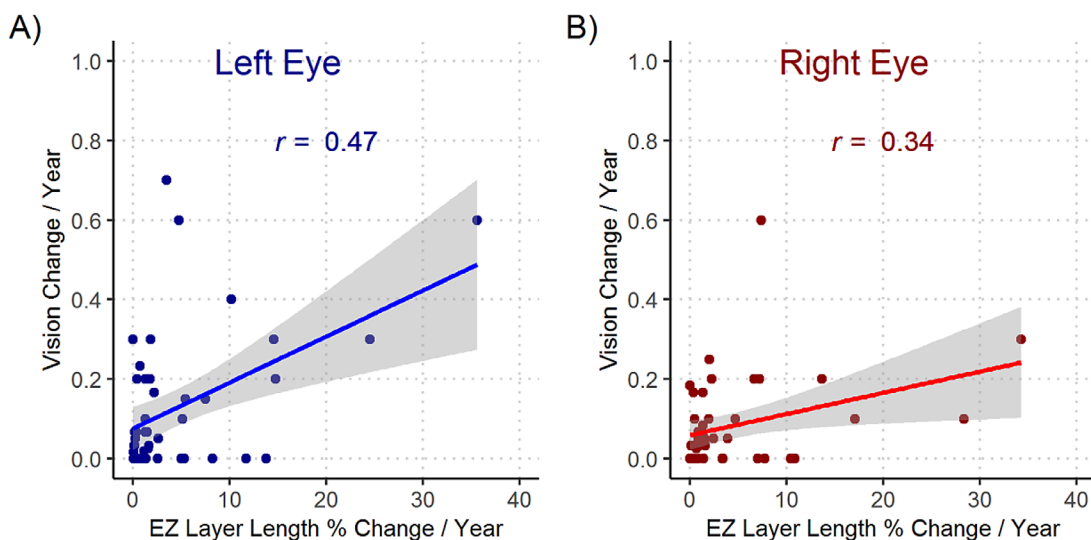 A)
Left Eye
r = 0.47
Vision Change / Year
1.0
0.8
0.6
0.4
0.2
0.0
0 10 20 30 40
EZ Layer Length % Change / Year
B)
Right Eye
r = 0.34
Vision Change / Year
1.0
0.8
0.6
0.4
0.2
0.0
0 10 20 30 40
EZ Layer Length % Change / Year